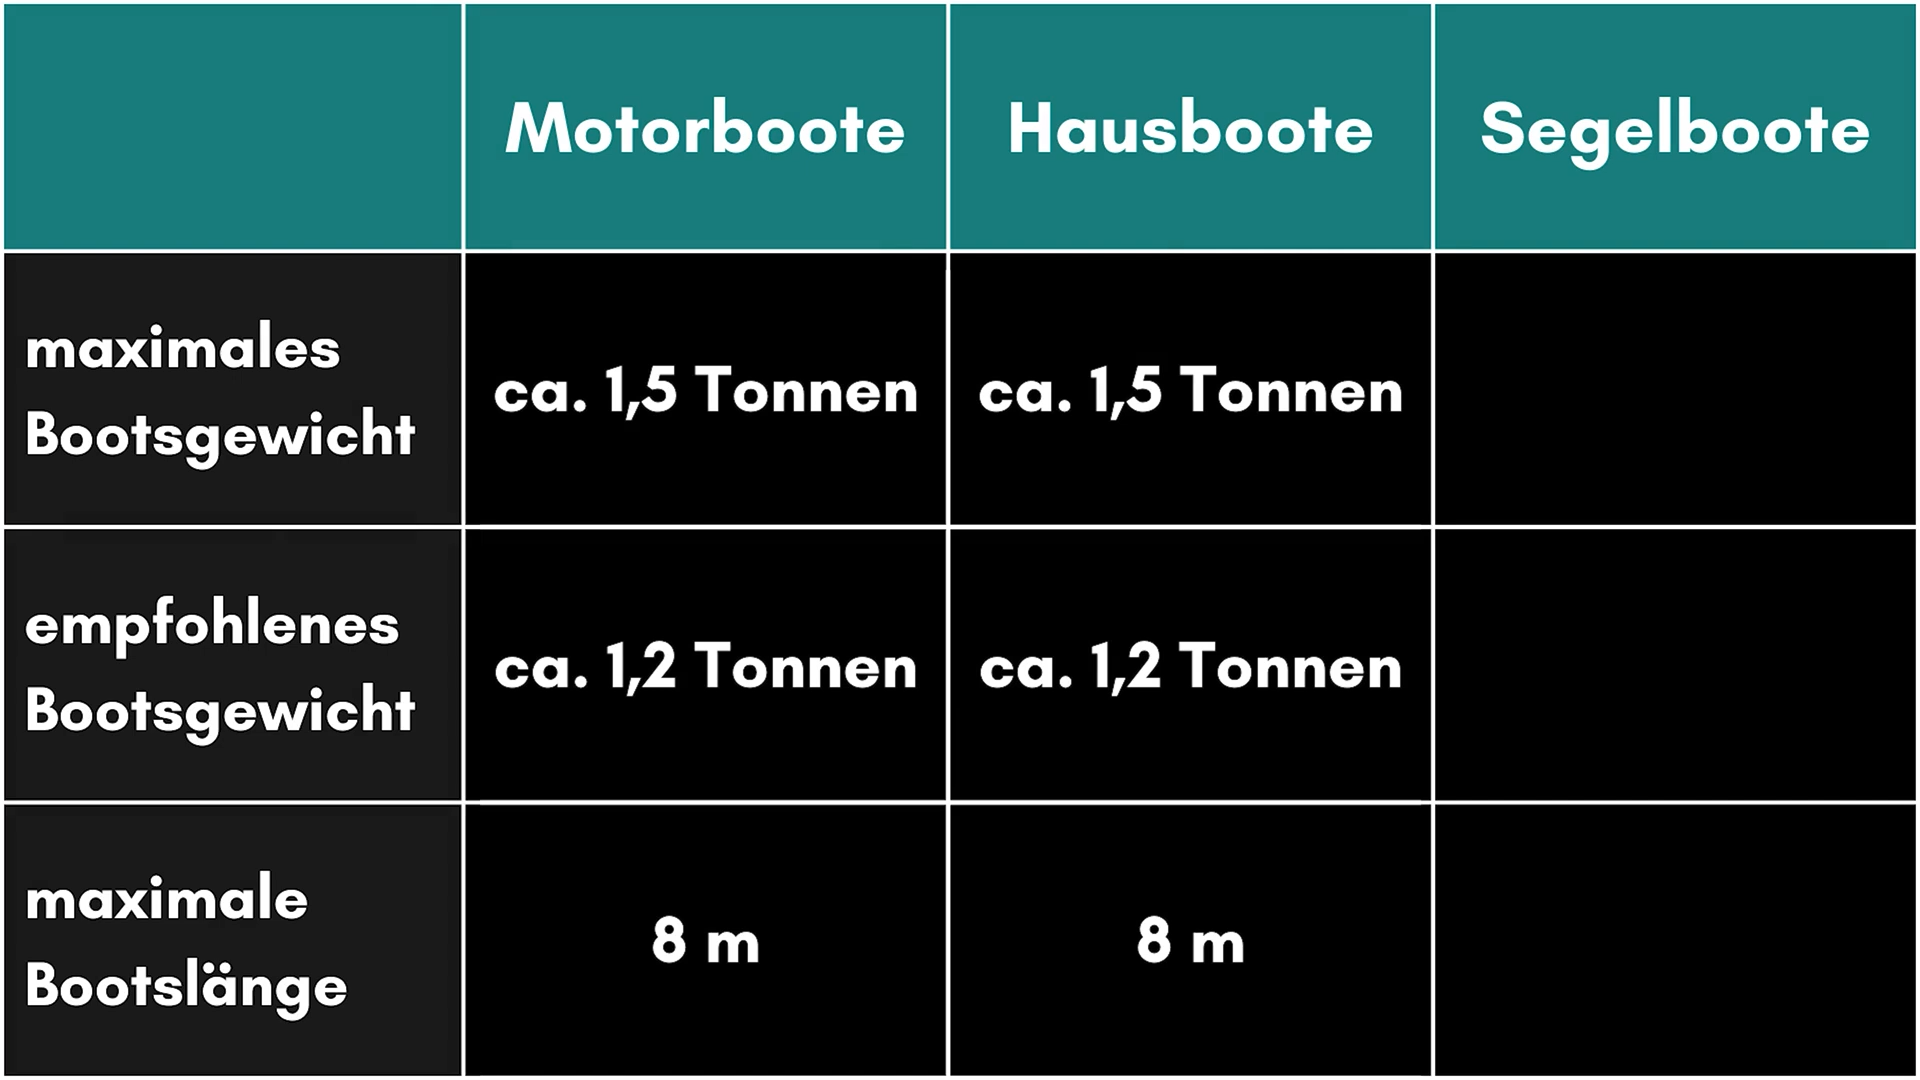 Motorboote Hausboote Segelboote
maximales
Bootsgewicht
ca. 1,5 Tonnen ca. 1,5 Tonnen
empfohlenes
Bootsgewicht
ca. 1,2 Tonnen ca. 1,2 Tonnen
maximale
Bootslänge
8 m 8 m